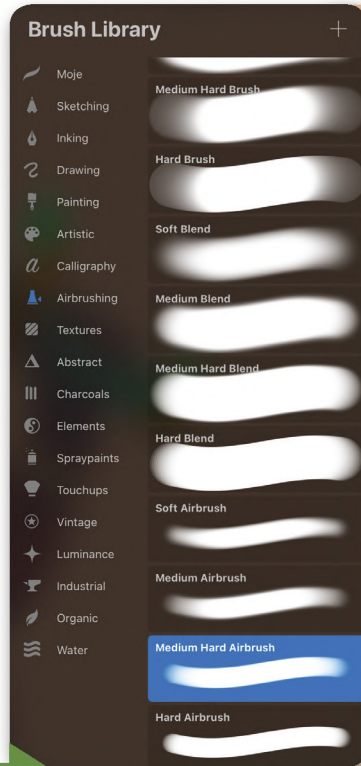 Brush Library
Moje
Sketching
Inking
Drawing
Painting
Artistic
Calligraphy
Airbrushing
Textures
Abstract
Charcoals
Elements
Spraypaints
Touchups
Vintage
Luminance
Industrial
Organic
Water
Medium Hard Brush
Hard Brush
Soft Blend
Medium Blend
Medium Hard Blend
Hard Blend
Soft Airbrush
Medium Airbrush
Medium Hard Airbrush
Hard Airbrush